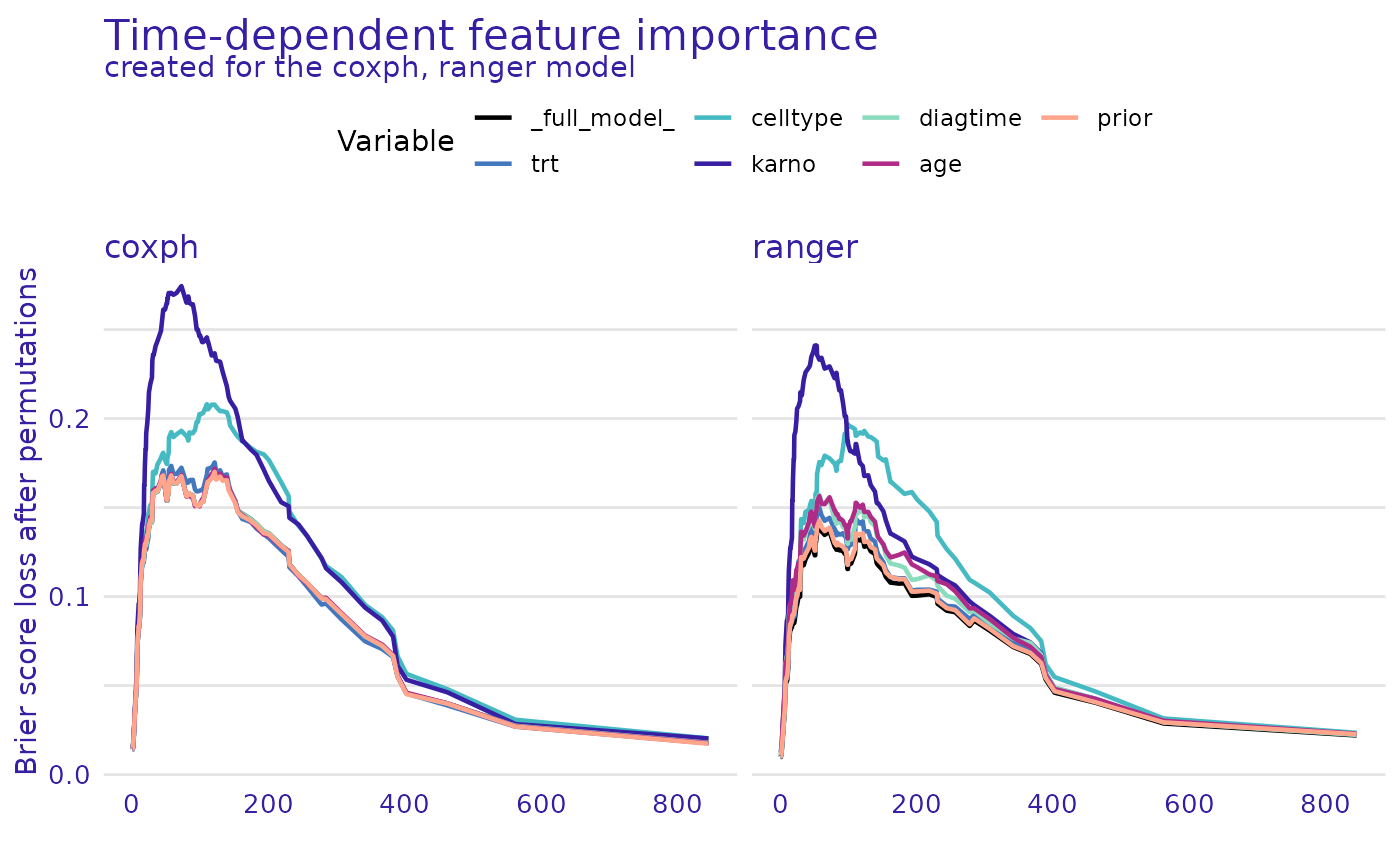 Time-dependent feature importance
created for the coxph, ranger model
Variable
_full_model_ celltype diagtime prior
trt karno age
coxph ranger
Brier score loss after permutations
0.2
0.1
0.0
0 200 400 600 800 0 200 400 600 800